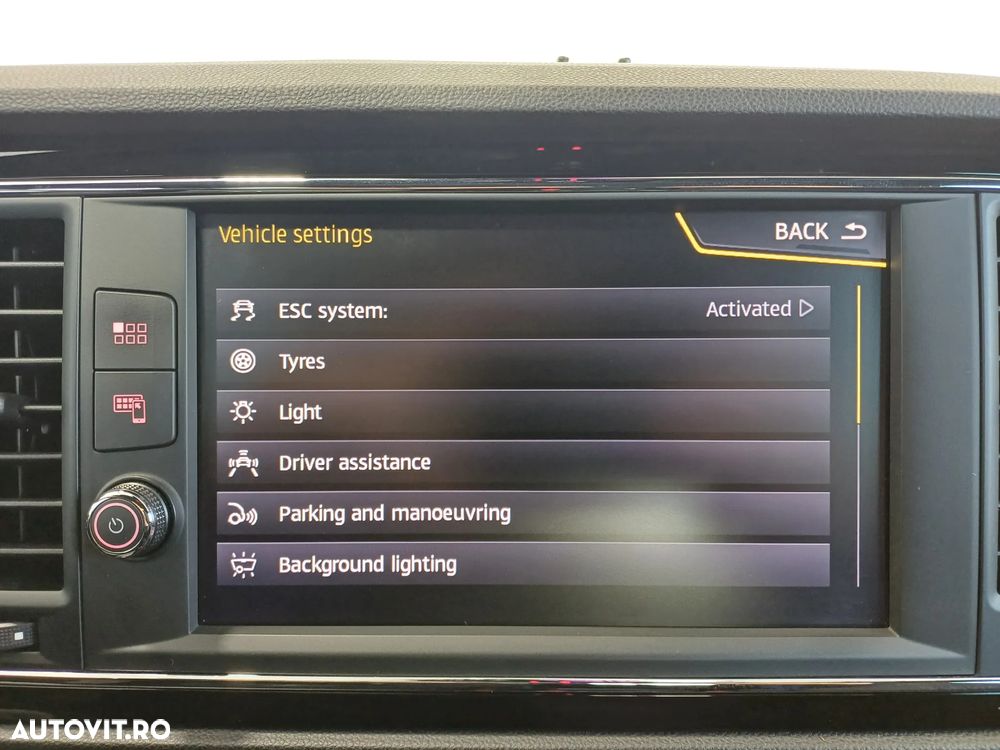 Vehicle settings
BACK
ESC system: Activated
Tyres
Light
Driver assistance
Parking and manoeuvring
Background lighting
AUTOVIT.RO